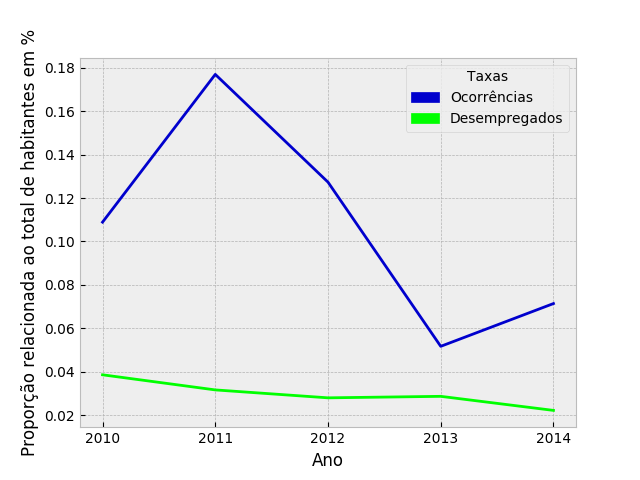 Proporção relacionada ao total de habitantes em %
0.18
0.16
0.14
0.12
0.10
0.08
0.06
0.04
0.02
Taxas
Ocorrências
Desempregados
2010 2011 2012 2013 2014
Ano